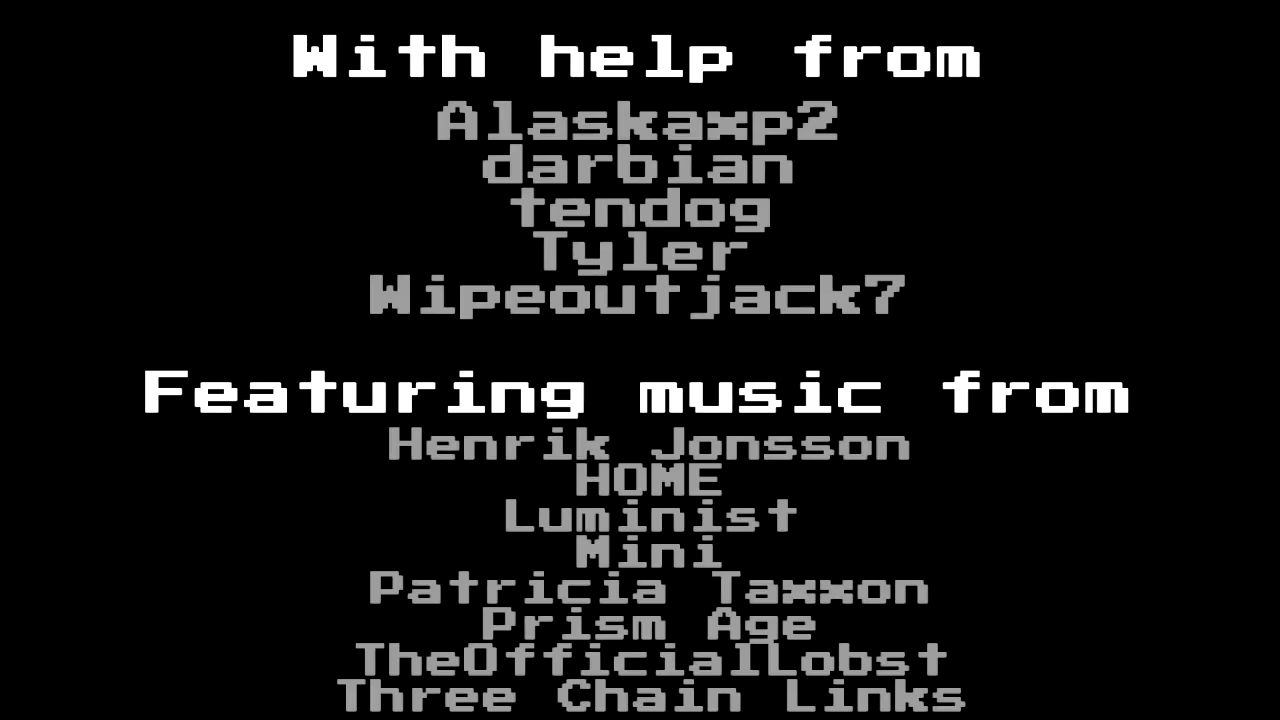 With help from
Alaskaxp2
darbian
tendog
Tyler
Wipeoutjack7
Featuring music from
Henrik Jonsson
HOME
Luminist
Mini
Patricia Taxxon
Prism Age
TheOfficialLobst
Three Chain Links